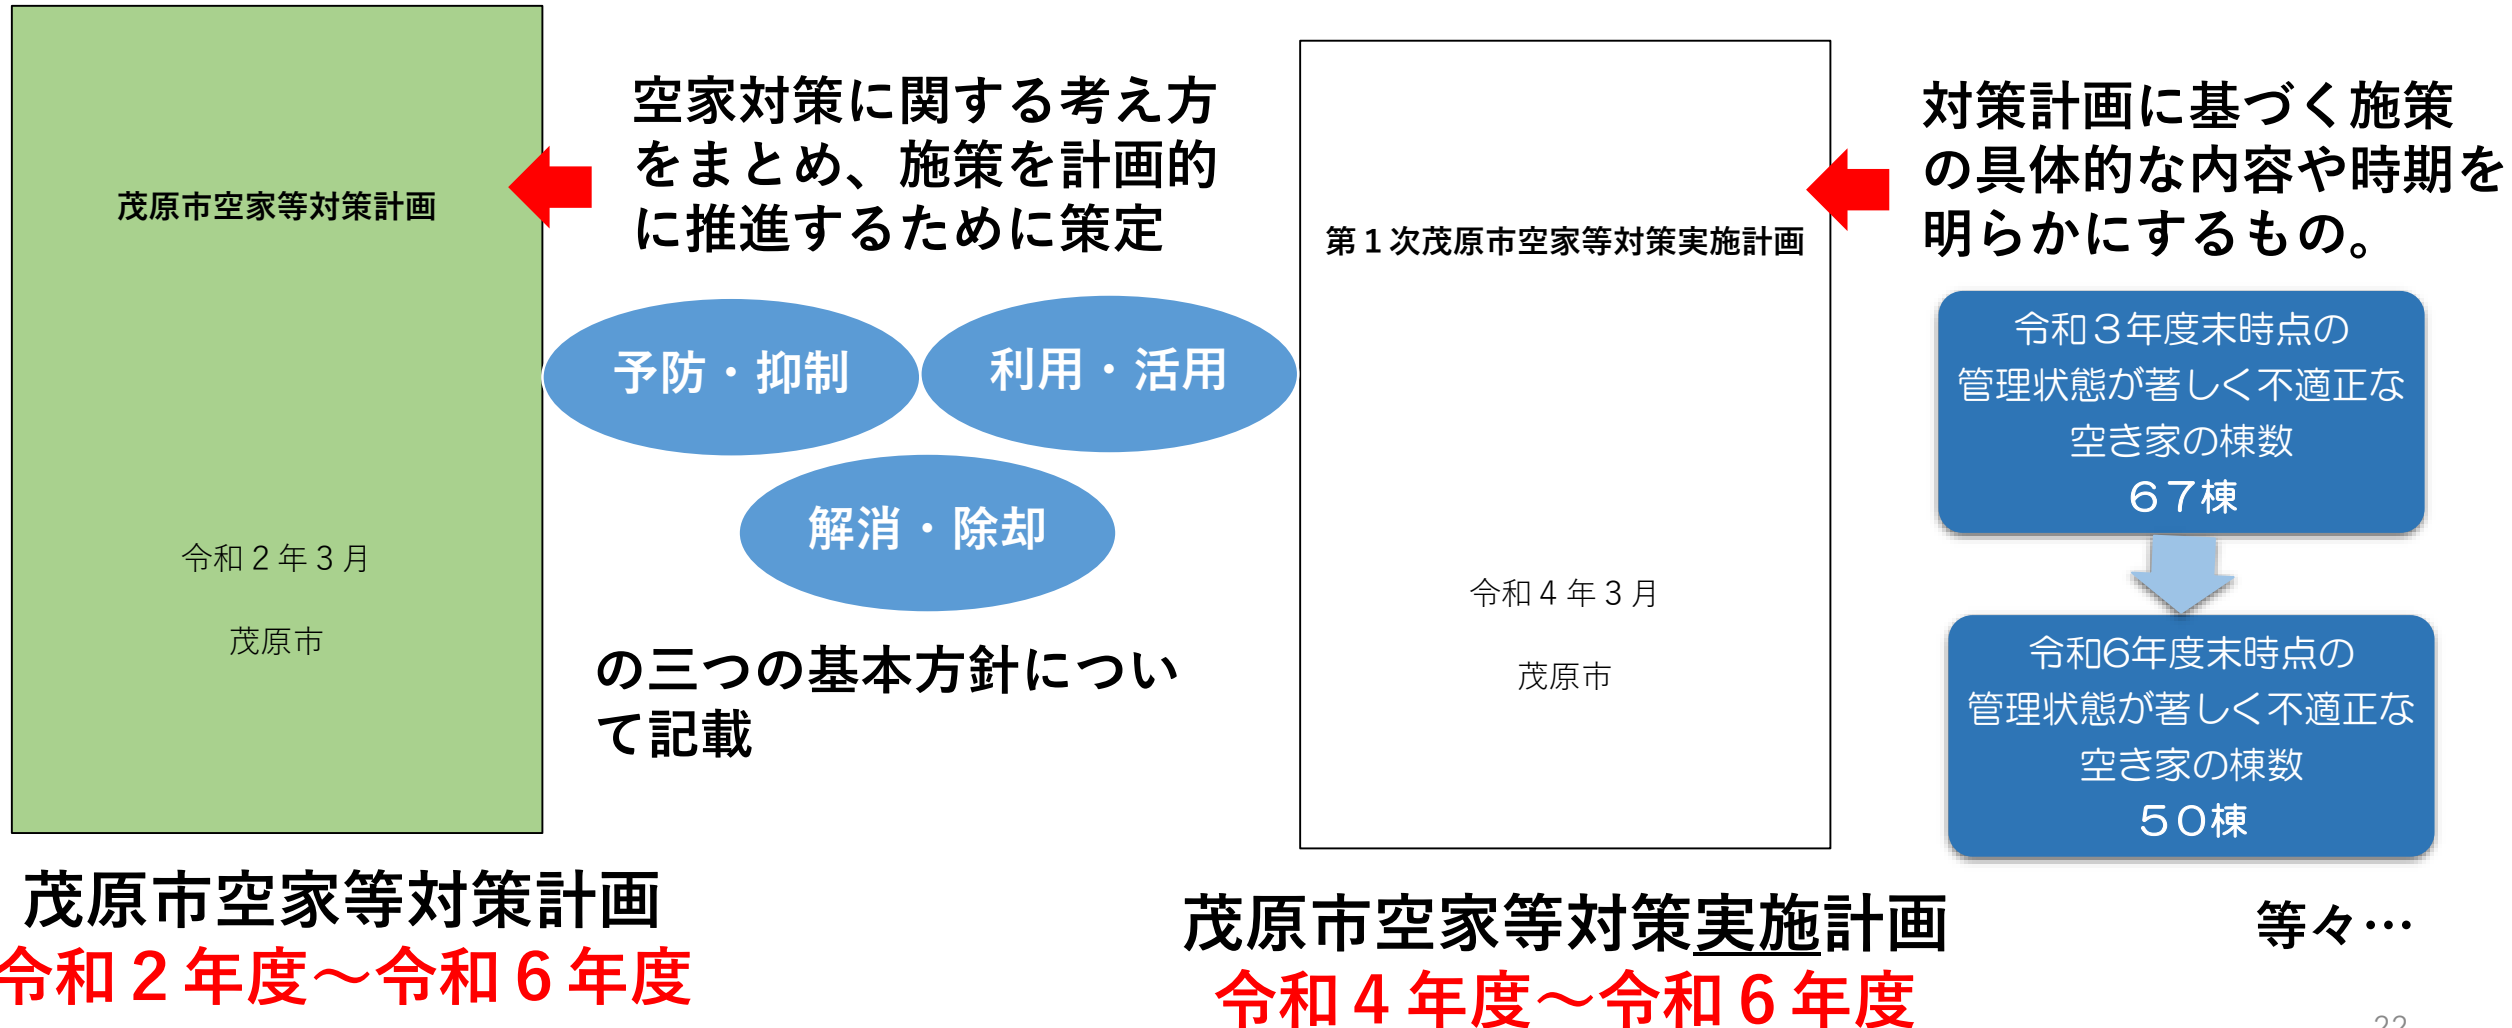 茂原市空家等対策計画
令和２年３月
茂原市
空家対策に関する考え方
をまとめ、施策を計画的
に推進するために策定
予防・抑制
利用・活用
解消・除却
の三つの基本方針につい
て記載
茂原市空家等対策計画
令和２年度～令和６年度
第１次茂原市空家等対策実施計画
令和４年３月
茂原市
対策計画に基づく施策
の具体的な内容や時期を
明らかにするもの。
令和３年度末時点の
管理状態が著しく不適正な
空き家の棟数
６７棟
令和6年度末時点の
管理状態が著しく不適正な
空き家の棟数
５０棟
茂原市空家等対策実施計画
令和４年度～令和６年度
等々…
22